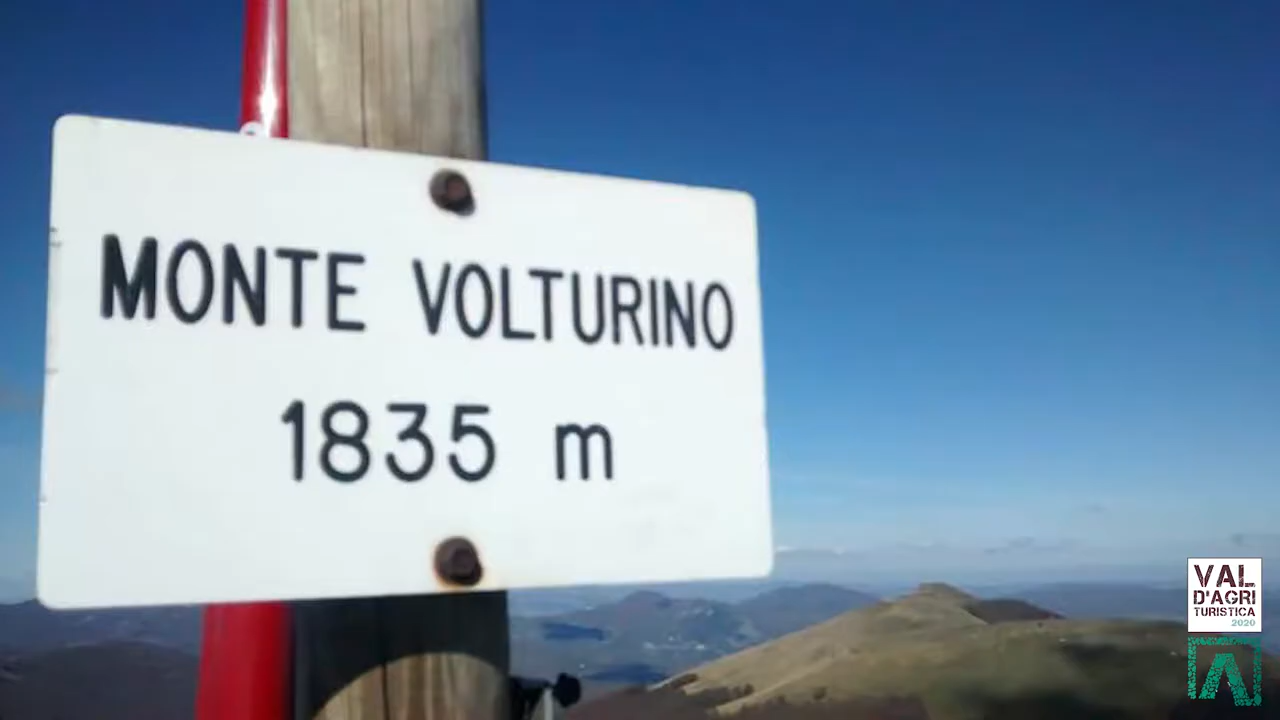 MONTE VOLTURINO
1835 m
VAL
D'AGRI
TURISTICA
2020